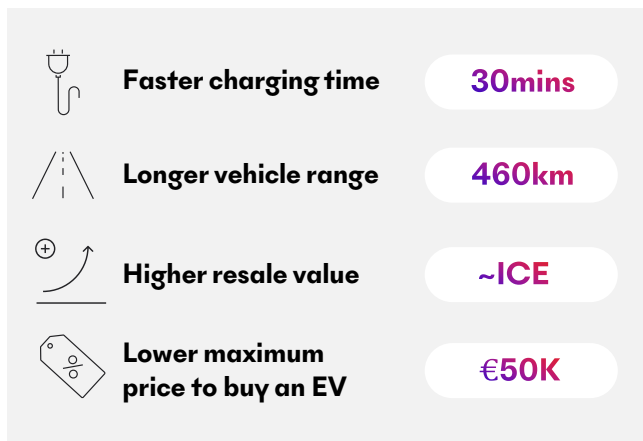 Faster charging time 30mins
Longer vehicle range 460km
Higher resale value ~ICE
Lower maximum
price to buy an EV €50K